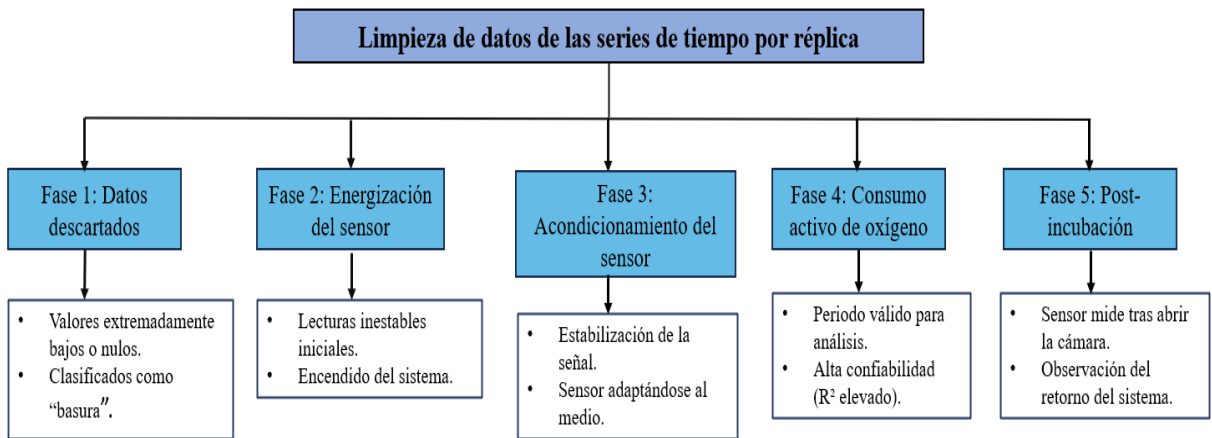 Limpieza de datos de las series de tiempo por réplica
Fase 1: Datos
descartados
• Valores extremadamente
bajos o nulos.
• Clasificados como
“basura”.
Fase 2: Energización
del sensor
• Lecturas inestables
iniciales.
• Encendido del sistema.
Fase 3:
Acondicionamiento del
sensor
• Estabilización de la
señal.
• Sensor adaptándose al
medio.
Fase 4: Consumo
activo de oxígeno
• Periodo válido para
análisis.
• Alta confiabilidad
(R² elevado).
Fase 5: Post-
incubación
• Sensor mide tras abrir
la cámara.
• Observación del
retorno del sistema.